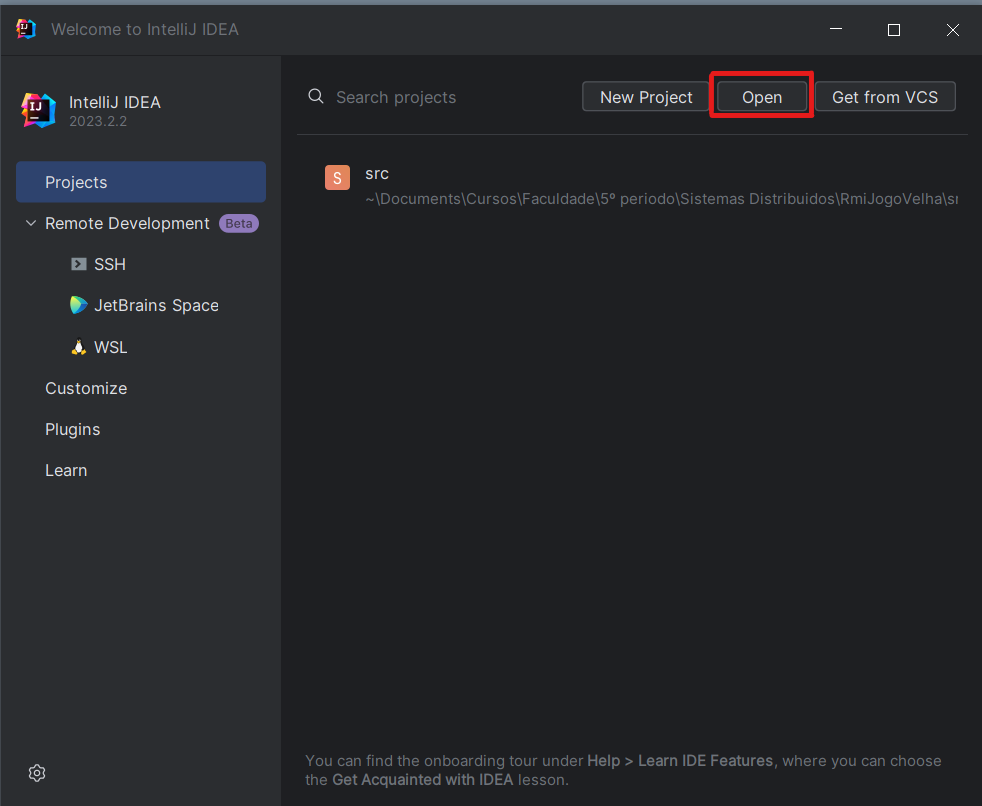 Welcome to IntelliJ IDEA
IntelliJ IDEA
2023.2.2
Search projects
New Project
Open
Get from VCS
Projects
Remote Development Beta
SSH
JetBrains Space
WSL
Customize
Plugins
Learn
S
src
~\Documents\Cursos\Faculdade\5º periodo\Sistemas Distribuidos\RmiJogoVelha\sr
You can find the onboarding tour under Help > Learn IDE Features, where you can choose
the Get Acquainted with IDEA lesson.